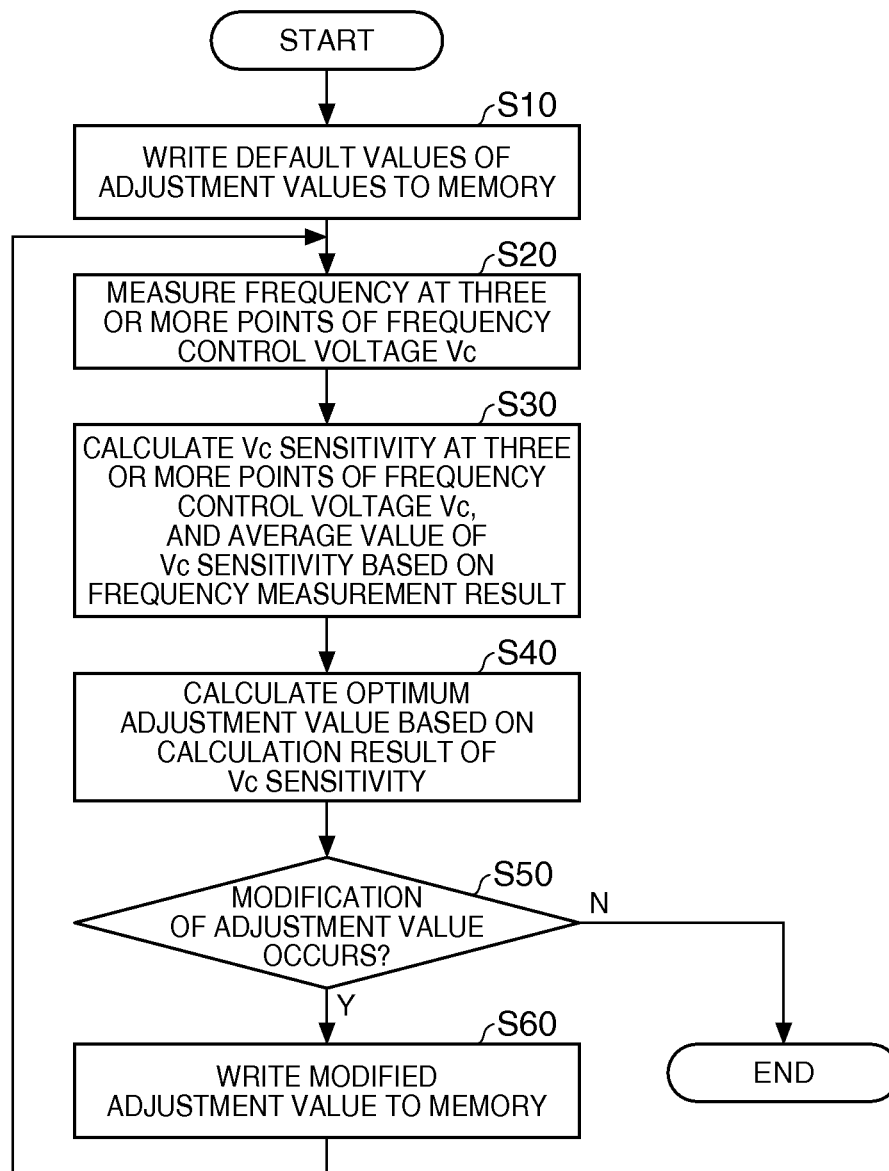 START
S10
WRITE DEFAULT VALUES OF
ADJUSTMENT VALUES TO MEMORY
S20
MEASURE FREQUENCY AT THREE
OR MORE POINTS OF FREQUENCY
CONTROL VOLTAGE Vc
S30
CALCULATE Vc SENSITIVITY AT THREE
OR MORE POINTS OF FREQUENCY
CONTROL VOLTAGE Vc,
AND AVERAGE VALUE OF
Vc SENSITIVITY BASED ON
FREQUENCY MEASUREMENT RESULT
S40
CALCULATE OPTIMUM
ADJUSTMENT VALUE BASED ON
CALCULATION RESULT OF
Vc SENSITIVITY
S50
MODIFICATION
OF ADJUSTMENT VALUE
OCCURS?
N
Y
S60
WRITE MODIFIED
ADJUSTMENT VALUE TO MEMORY
END